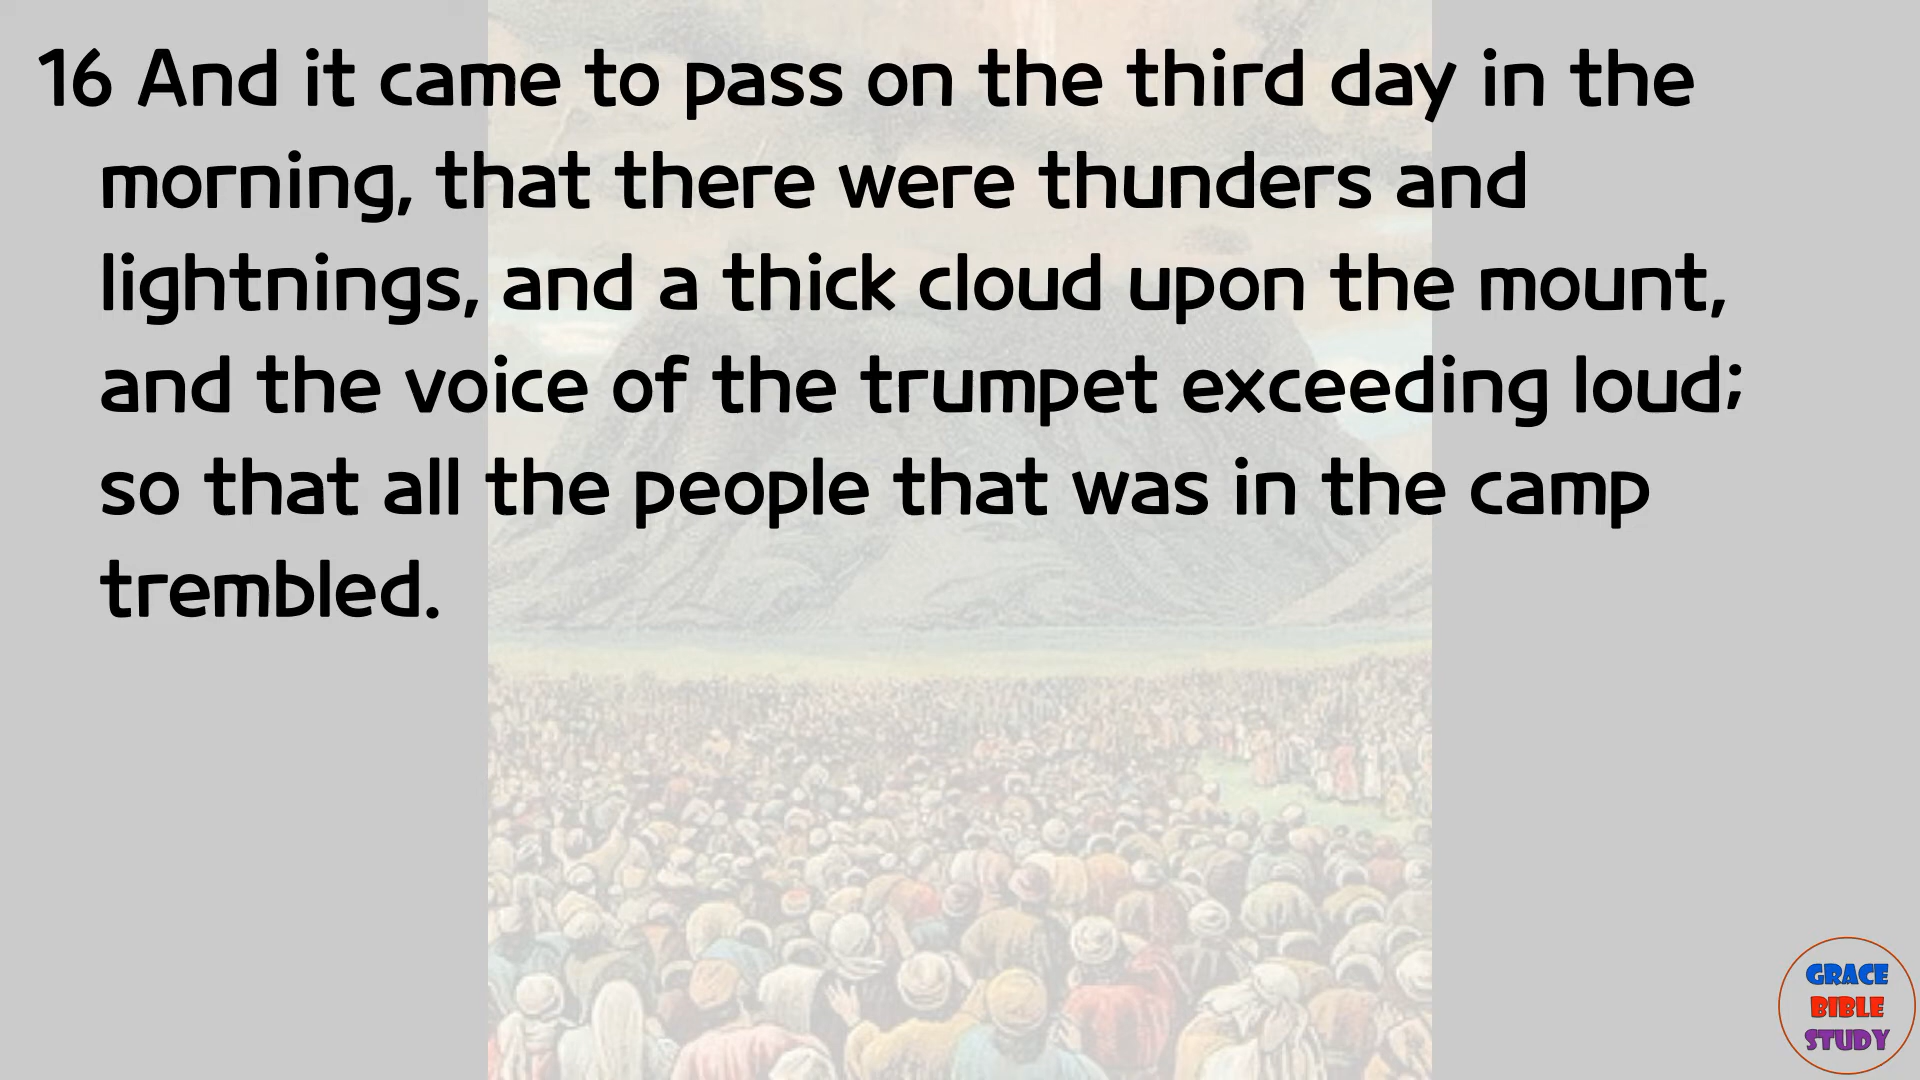 16 And it came to pass on the third day in the
morning, that there were thunders and
lightnings, and a thick cloud upon the mount,
and the voice of the trumpet exceeding loud;
so that all the people that was in the camp
trembled.
GRACE
BIBLE
STUDY